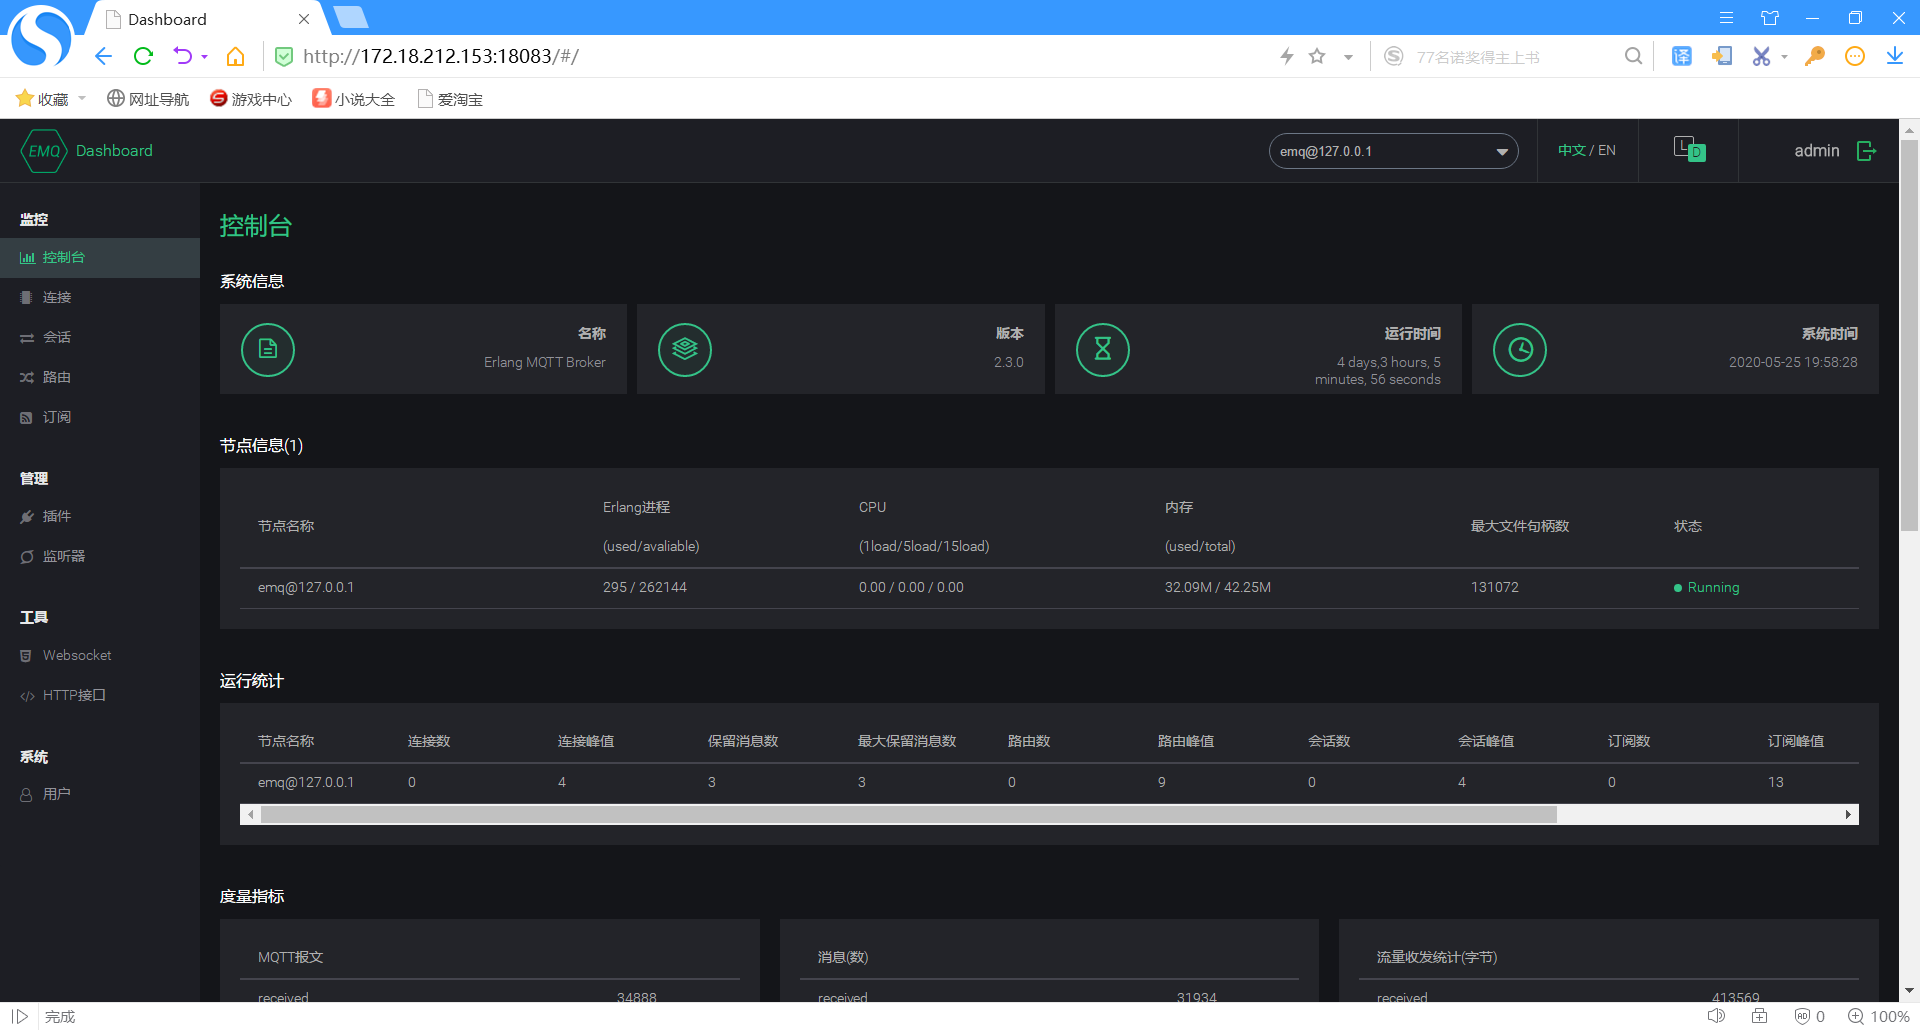 Dashboard
http://172.18.212.153:18083/#/
77名诺奖得主上书
译
收藏
网址导航
游戏中心
小说大全
爱淘宝
EMQ Dashboard
emq@127.0.0.1
中文 / EN
L D
admin
监控
控制台
连接
会话
路由
订阅
管理
插件
监听器
工具
Websocket
HTTP接口
系统
用户
控制台
系统信息
名称
Erlang MQTT Broker
版本
2.3.0
运行时间
4 days,3 hours, 5
minutes, 56 seconds
系统时间
2020-05-25 19:58:28
节点信息(1)
节点名称 Erlang进程 (used/avaliable) CPU (1load/5load/15load) 内存 (used/total) 最大文件句柄数 状态
emq@127.0.0.1 295 / 262144 0.00 / 0.00 / 0.00 32.09M / 42.25M 131072 Running
运行统计
节点名称 连接数 连接峰值 保留消息数 最大保留消息数 路由数 路由峰值 会话数 会话峰值 订阅数 订阅峰值
emq@127.0.0.1 0 4 3 3 0 9 0 4 0 13
度量指标
MQTT报文
received 34888
消息(数)
received 31934
流量收发统计(字节)
received 413569
完成
AD 0
100%